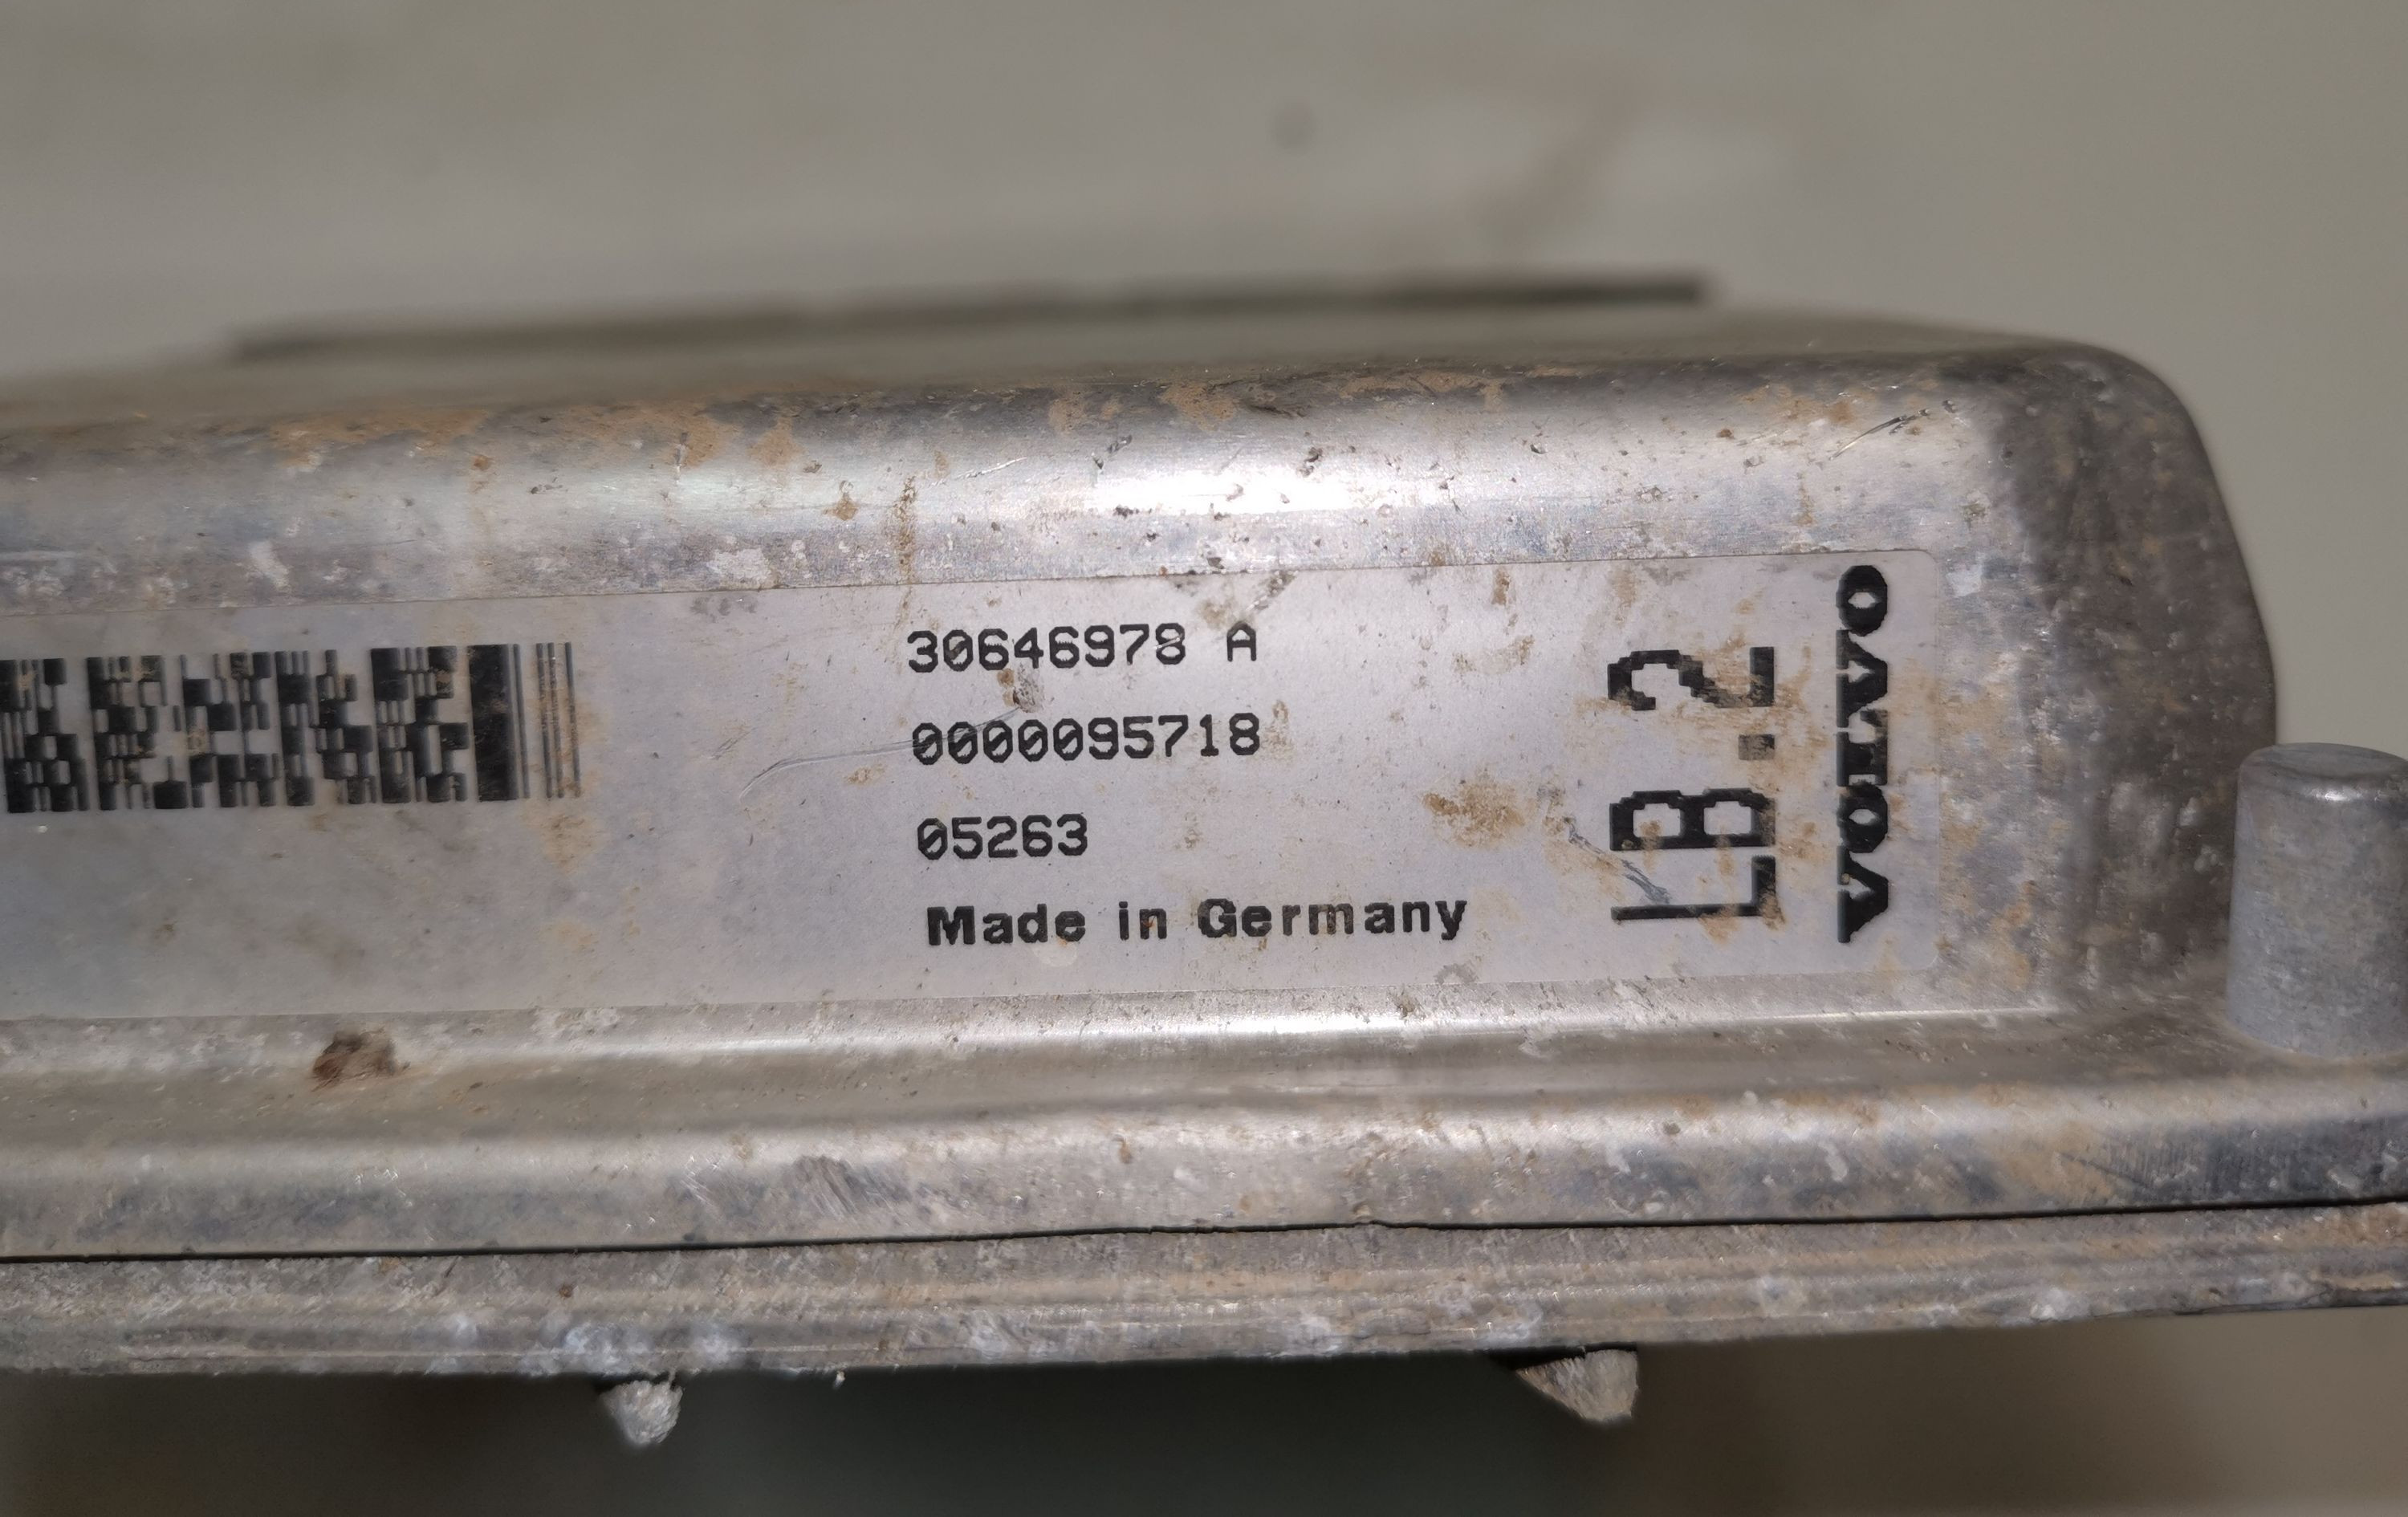 30646978 A
0000095718
05263
Made in Germany
LB.2
VOLVO